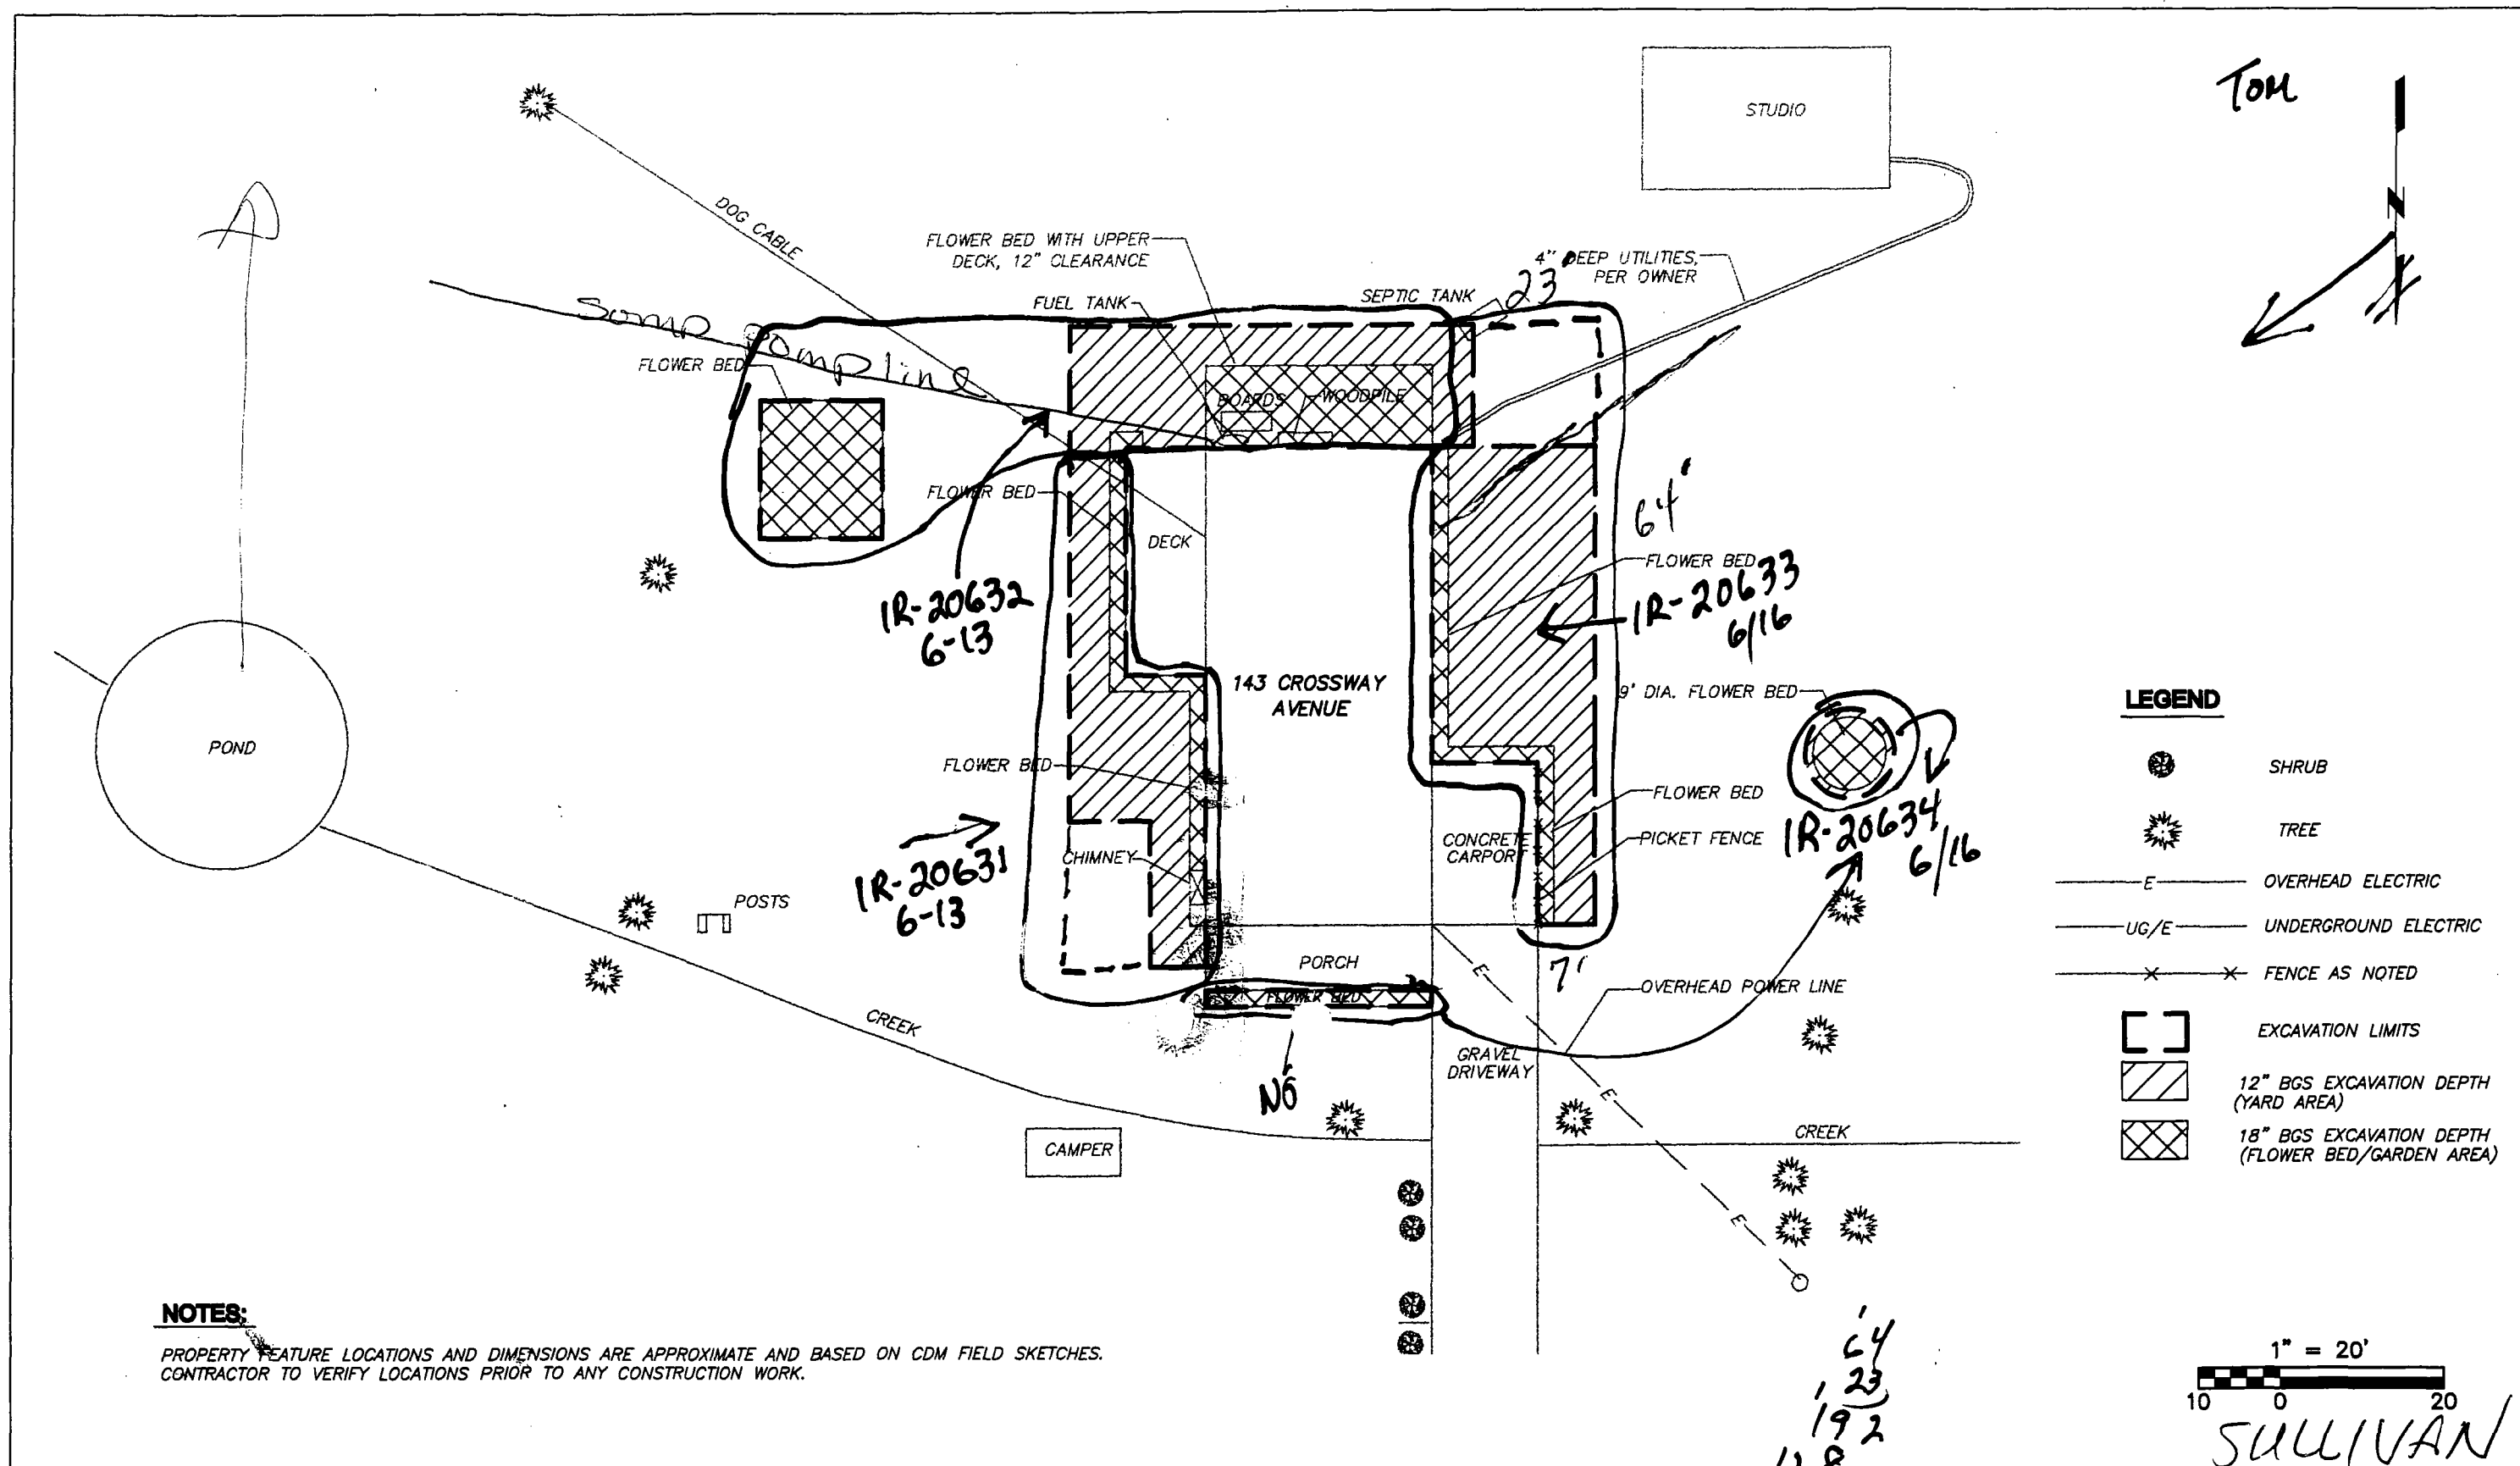 TOM
STUDIO
N
DOG CABLE
FLOWER BED WITH UPPER
DECK, 12" CLEARANCE
4" DEEP UTILITIES,
PER OWNER
FUEL TANK
SEPTIC TANK
23'
Somp pomp line
FLOWER BED
BOARDS
WOODPILE
FLOWER BED
DECK
64'
FLOWER BED
IR-20632
6-13
IR-20633
6/16
143 CROSSWAY
AVENUE
9' DIA. FLOWER BED
LEGEND
POND
FLOWER BED
SHRUB
FLOWER BED
CONCRETE
CARPORT
PICKET FENCE
IR-20634
6/16
TREE
CHIMNEY
IR-20631
6-13
POSTS
E
OVERHEAD ELECTRIC
UG/E
UNDERGROUND ELECTRIC
PORCH
7'
E
X X
FENCE AS NOTED
FLOWER BED
OVERHEAD POWER LINE
CREEK
EXCAVATION LIMITS
GRAVEL
DRIVEWAY
NO
E
12" BGS EXCAVATION DEPTH
(YARD AREA)
CAMPER
CREEK
18" BGS EXCAVATION DEPTH
(FLOWER BED/GARDEN AREA)
E
NOTES:
PROPERTY FEATURE LOCATIONS AND DIMENSIONS ARE APPROXIMATE AND BASED ON CDM FIELD SKETCHES.
CONTRACTOR TO VERIFY LOCATIONS PRIOR TO ANY CONSTRUCTION WORK.
64
23
192
1" = 20'
10 0 20
SULLIVAN